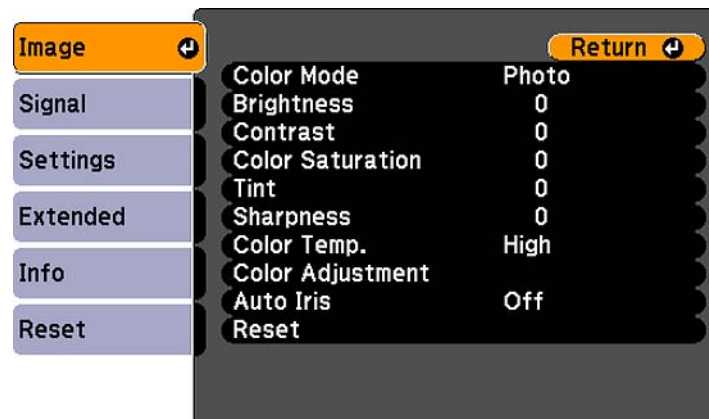 Image
Signal
Settings
Extended
Info
Reset
Return
Color Mode Photo
Brightness 0
Contrast 0
Color Saturation 0
Tint 0
Sharpness 0
Color Temp. High
Color Adjustment
Auto Iris Off
Reset